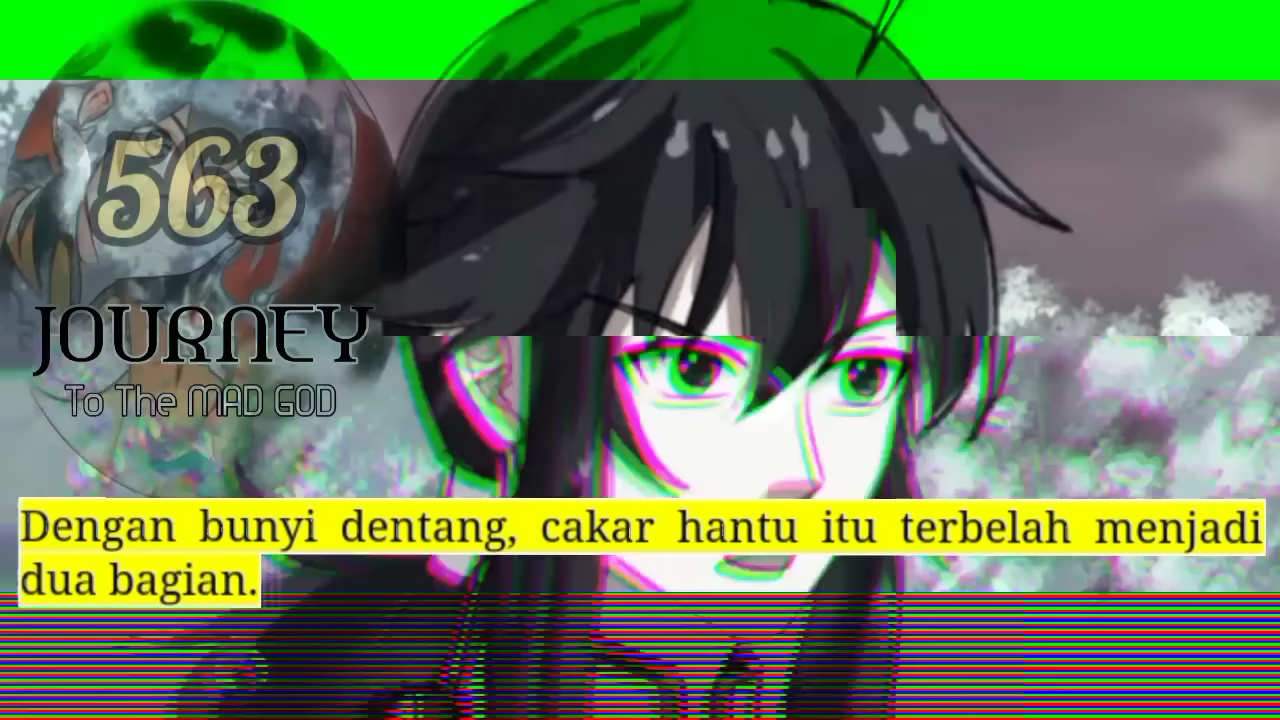 563
JOURNEY
To The MAD GOD
Dengan bunyi dentang, cakar hantu itu terbelah menjadi
dua bagian.